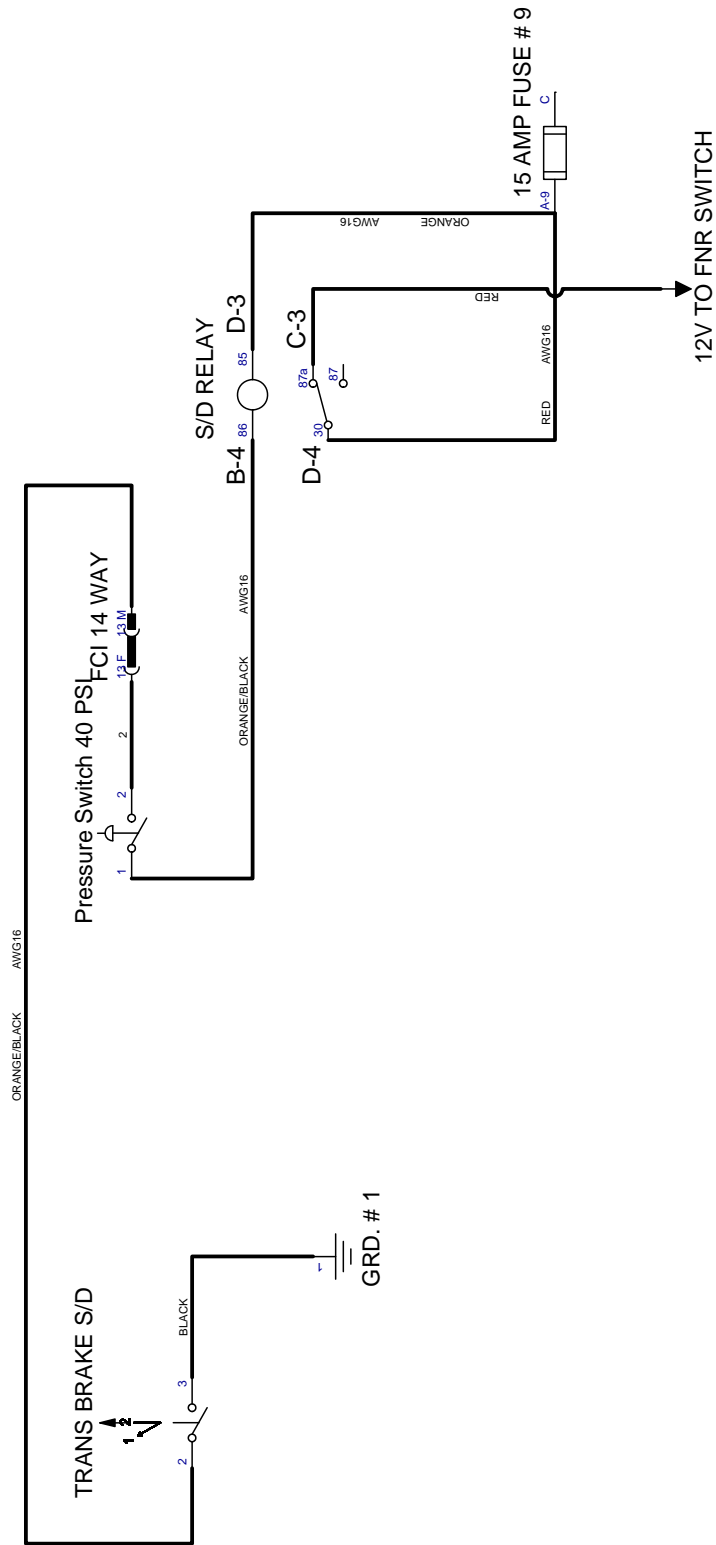 ORANGE/BLACK AWG16
15 AMP FUSE # 9
A-9 C
ORANGE AWG16
12V TO FNR SWITCH
RED
RED AWG16
S/D RELAY
B-4 86 85 D-3
D-4 30 87a 87 C-3
FCI 14 WAY
13 F 13 M
Pressure Switch 40 PSI
1 2 2
ORANGE/BLACK AWG16
TRANS BRAKE S/D
1 2
2 3
BLACK
1
GRD. # 1